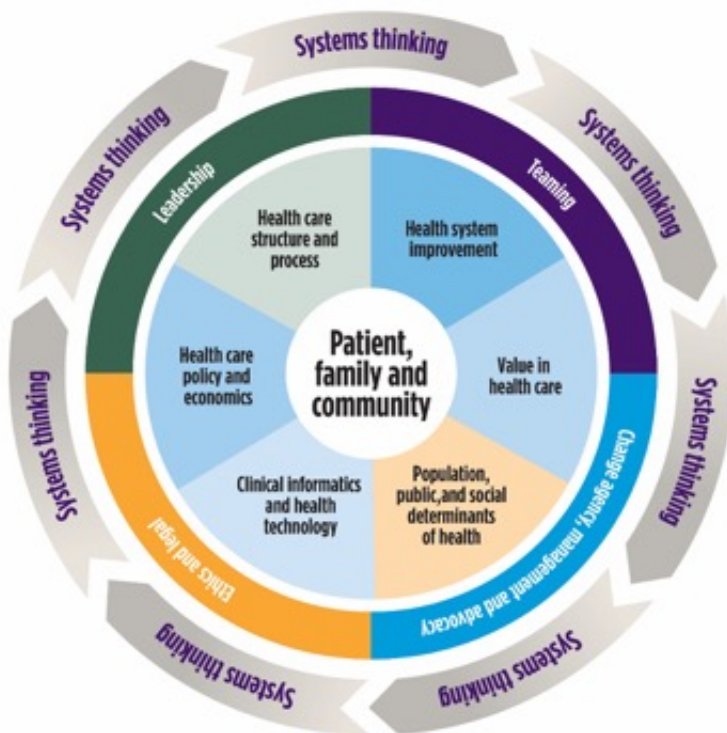 Systems thinking
Systems thinking
Systems thinking
Systems thinking
Systems thinking
Systems thinking
Systems thinking
Leadership
Teaming
Change agency, management and advocacy
Ethics and legal
Health care
structure and
process
Health system
improvement
Value in
health care
Population,
public, and social
determinants
of health
Clinical informatics
and health
technology
Health care
policy and
economics
Patient,
family and
community